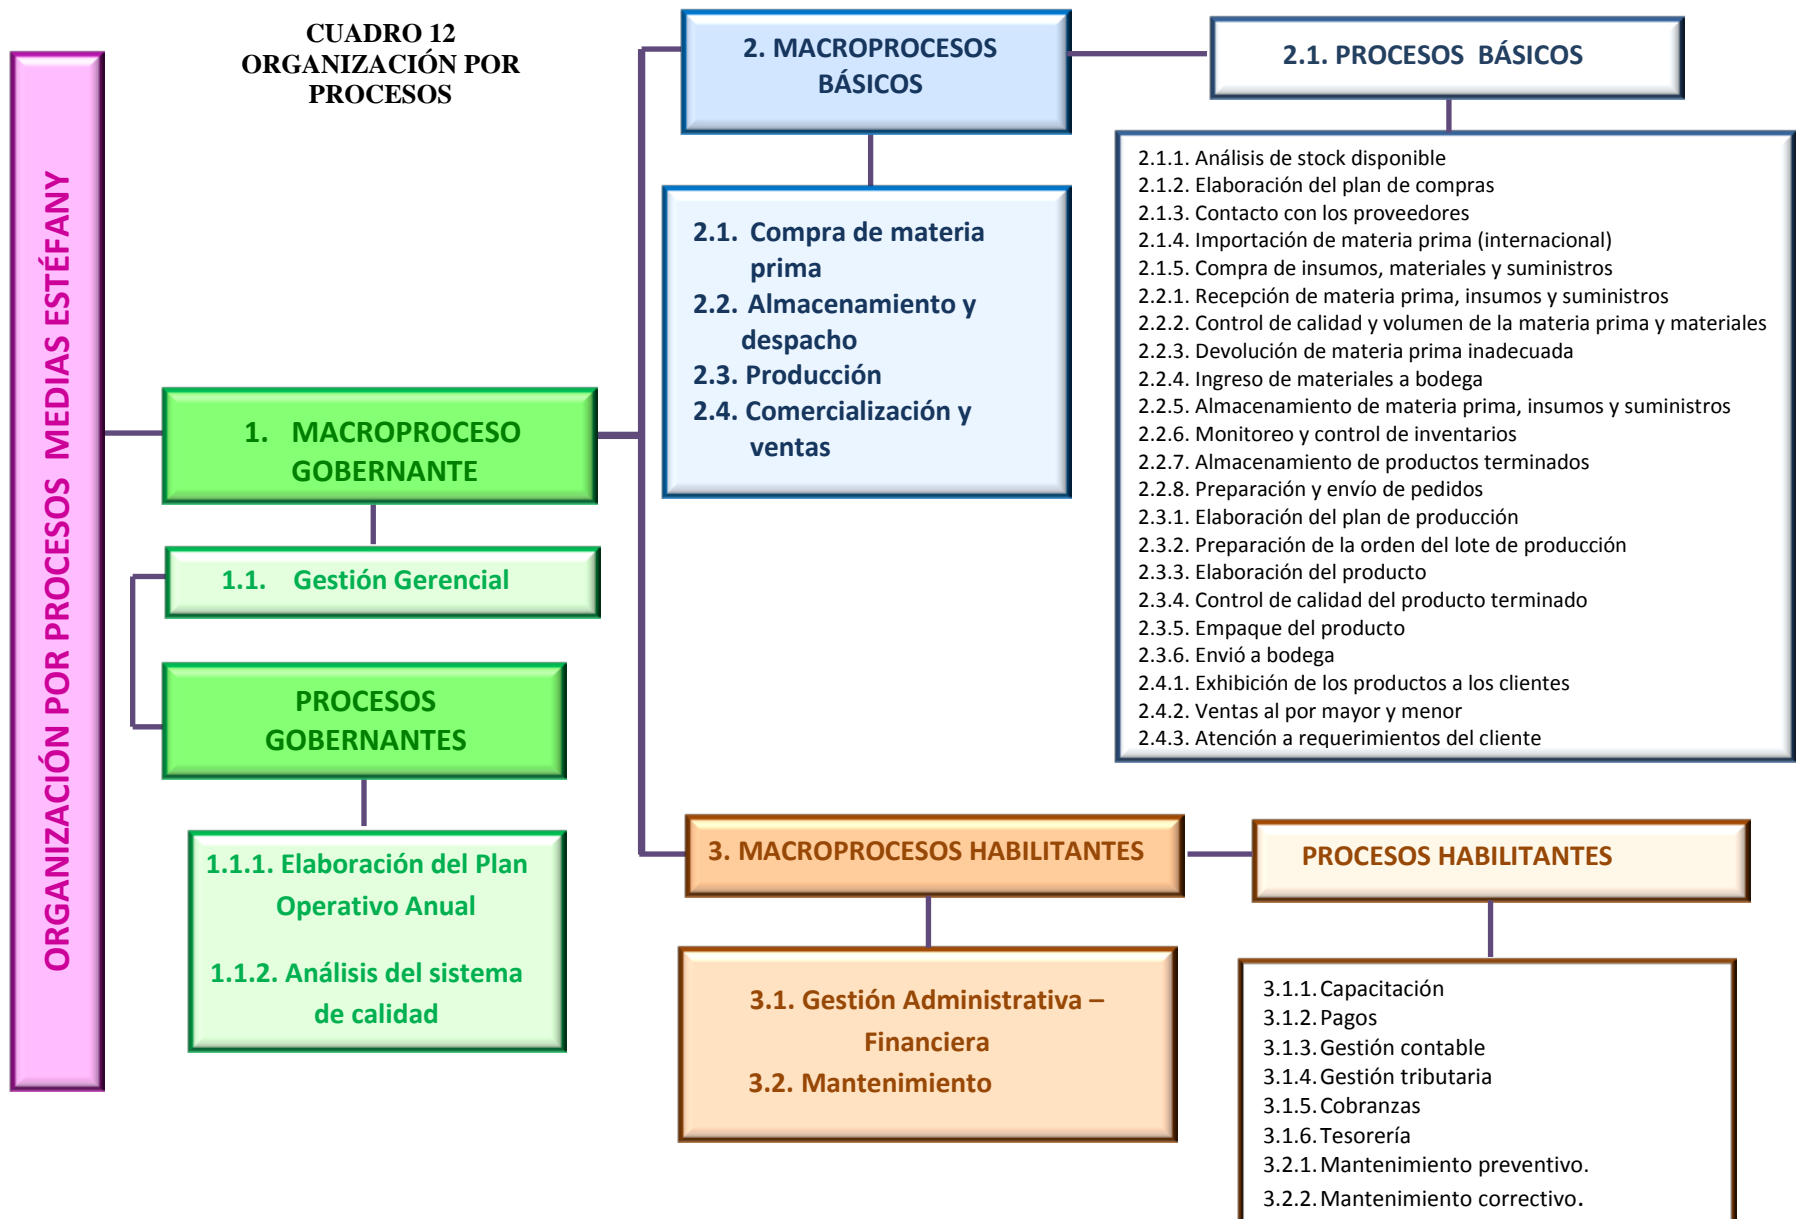 CUADRO 12
ORGANIZACIÓN POR
PROCESOS
ORGANIZACIÓN POR PROCESOS  MEDIAS ESTÉFANY
1. MACROPROCESO
GOBERNANTE
1.1. Gestión Gerencial
PROCESOS
GOBERNANTES
1.1.1. Elaboración del Plan
Operativo Anual
1.1.2. Análisis del sistema
de calidad
2. MACROPROCESOS
BÁSICOS
2.1. Compra de materia
prima
2.2. Almacenamiento y
despacho
2.3. Producción
2.4. Comercialización y
ventas
2.1. PROCESOS  BÁSICOS
2.1.1. Análisis de stock disponible
2.1.2. Elaboración del plan de compras
2.1.3. Contacto con los proveedores
2.1.4. Importación de materia prima (internacional)
2.1.5. Compra de insumos, materiales y suministros
2.2.1. Recepción de materia prima, insumos y suministros
2.2.2. Control de calidad y volumen de la materia prima y materiales
2.2.3. Devolución de materia prima inadecuada
2.2.4. Ingreso de materiales a bodega
2.2.5. Almacenamiento de materia prima, insumos y suministros
2.2.6. Monitoreo y control de inventarios
2.2.7. Almacenamiento de productos terminados
2.2.8. Preparación y envío de pedidos
2.3.1. Elaboración del plan de producción
2.3.2. Preparación de la orden del lote de producción
2.3.3. Elaboración del producto
2.3.4. Control de calidad del producto terminado
2.3.5. Empaque del producto
2.3.6. Envió a bodega
2.4.1. Exhibición de los productos a los clientes
2.4.2. Ventas al por mayor y menor
2.4.3. Atención a requerimientos del cliente
3. MACROPROCESOS HABILITANTES
3.1. Gestión Administrativa –
Financiera
3.2. Mantenimiento
PROCESOS HABILITANTES
3.1.1. Capacitación
3.1.2. Pagos
3.1.3. Gestión contable
3.1.4. Gestión tributaria
3.1.5. Cobranzas
3.1.6. Tesorería
3.2.1. Mantenimiento preventivo.
3.2.2. Mantenimiento correctivo.